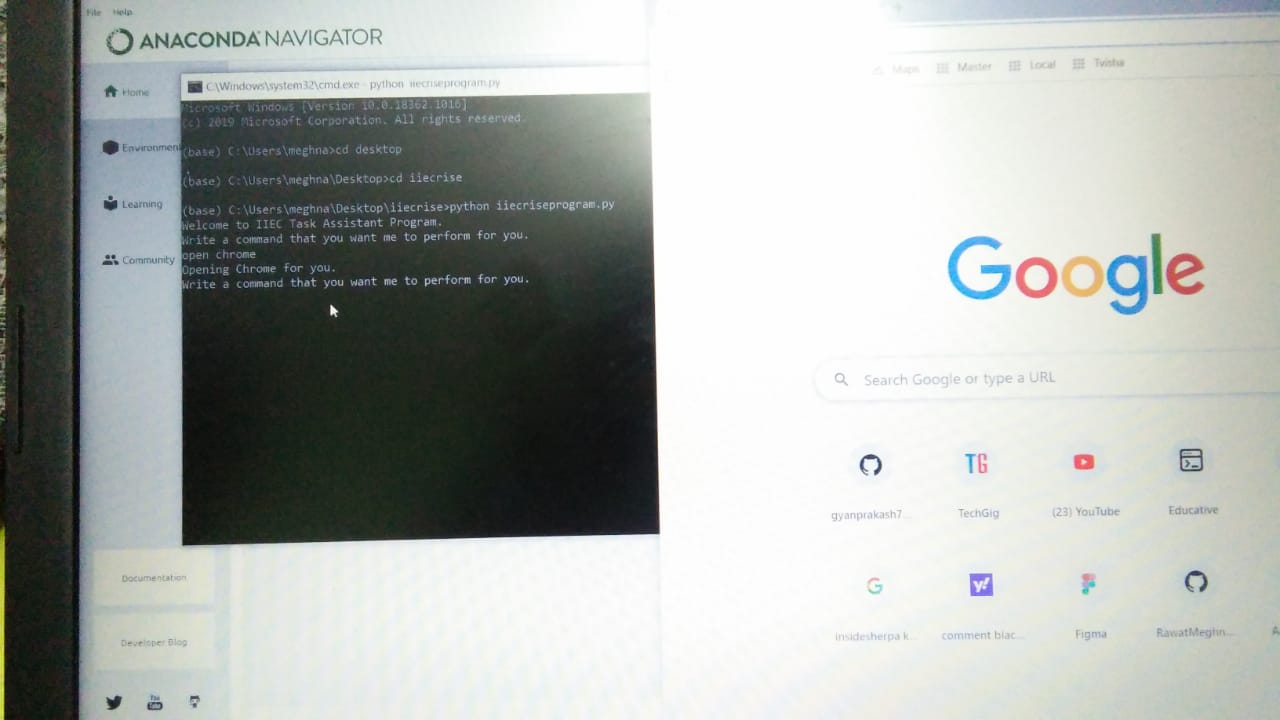 File Help
ANACONDA NAVIGATOR
Home
Environmen
Learning
Community
Documentation
Developer Blog
You Tube
C:\Windows\system32\cmd.exe - python iiecriseprogram.py
Microsoft Windows [Version 10.0.18362.1016]
(c) 2019 Microsoft Corporation. All rights reserved.
(base) C:\Users\meghna>cd desktop
(base) C:\Users\meghna\Desktop>cd iiecrise
(base) C:\Users\meghna\Desktop\iiecrise>python iiecriseprogram.py
Welcome to IIEC Task Assistant Program.
Write a command that you want me to perform for you.
open chrome
Opening Chrome for you.
Write a command that you want me to perform for you.
Maps Master Local Tvisha
Google
Search Google or type a URL
TG
gyanprakash7... TechGig (23) YouTube Educative
y!
insidesherpa k... comment blac... Figma RawatMeghn... A